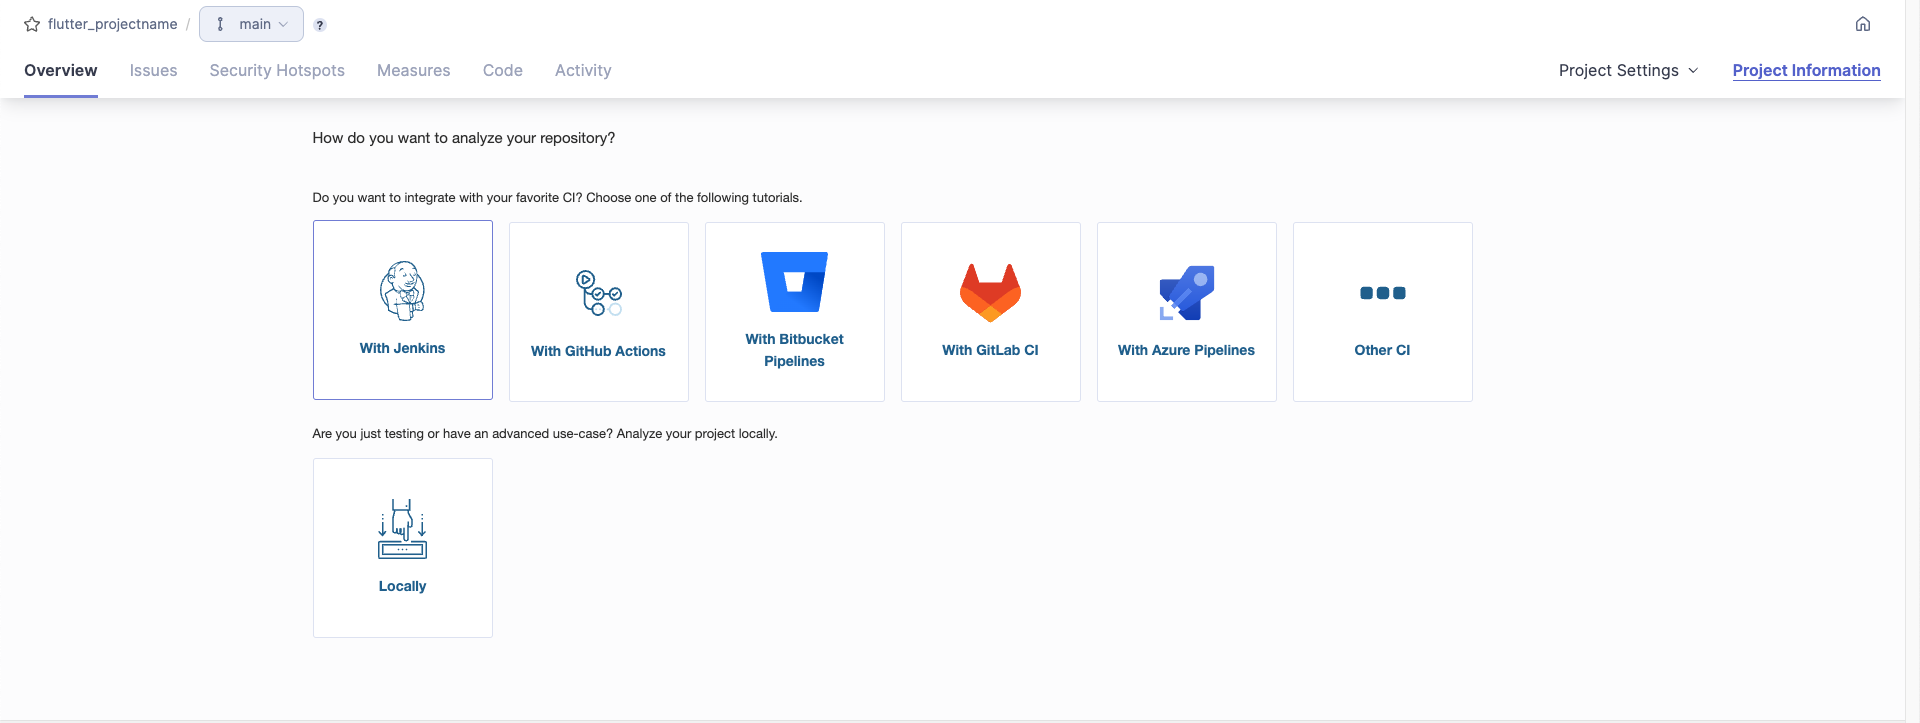 flutter_projectname / main ?
Overview Issues Security Hotspots Measures Code Activity Project Settings Project Information
How do you want to analyze your repository?
Do you want to integrate with your favorite CI? Choose one of the following tutorials.
With Jenkins
With GitHub Actions
With Bitbucket
Pipelines
With GitLab CI
With Azure Pipelines
Other CI
Are you just testing or have an advanced use-case? Analyze your project locally.
Locally